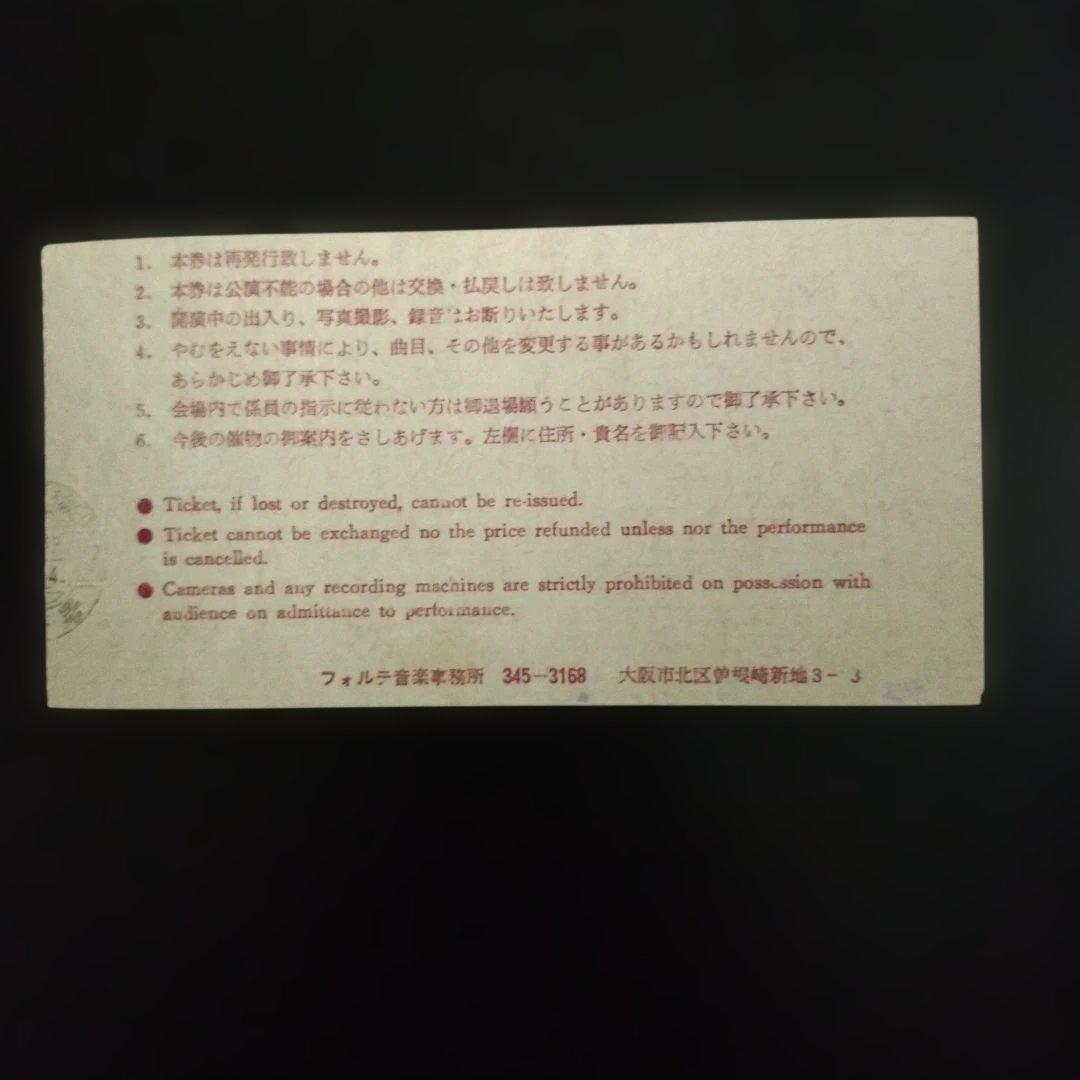 1. 本券は再発行致しません。
2. 本券は公演不能の場合の他は交換・払戻しは致しません。
3. 開演中の出入り、写真撮影、録音はお断りいたします。
4. やむをえない事情により、曲目、その他を変更する事があるかもしれませんので、
あらかじめ御了承下さい。
5. 会場内で係員の指示に従わない方は御退場願うことがありますので御了承下さい。
6. 今後の催物の御案内をさしあげます。左欄に住所・貴名を御記入下さい。
● Ticket, if lost or destroyed, cannot be re-issued.
● Ticket cannot be exchanged no the price refunded unless nor the performance
is cancelled.
● Cameras and any recording machines are strictly prohibited on possession with
audience on admittance to performance.
フォルテ音楽事務所 345-3168 大阪市北区曽根崎新地3-3